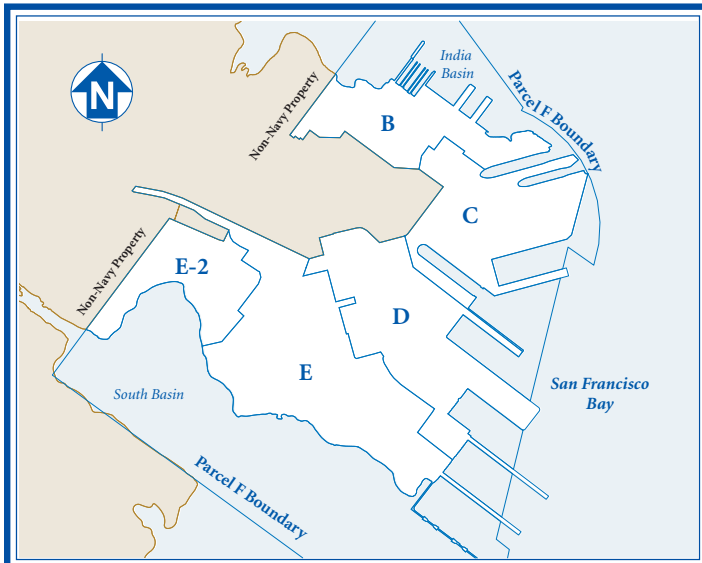 India
Basin
Parcel F Boundary
N
Non-Navy Property
B
C
Non-Navy Property
E-2
D
E
San Francisco
Bay
South Basin
Parcel F Boundary